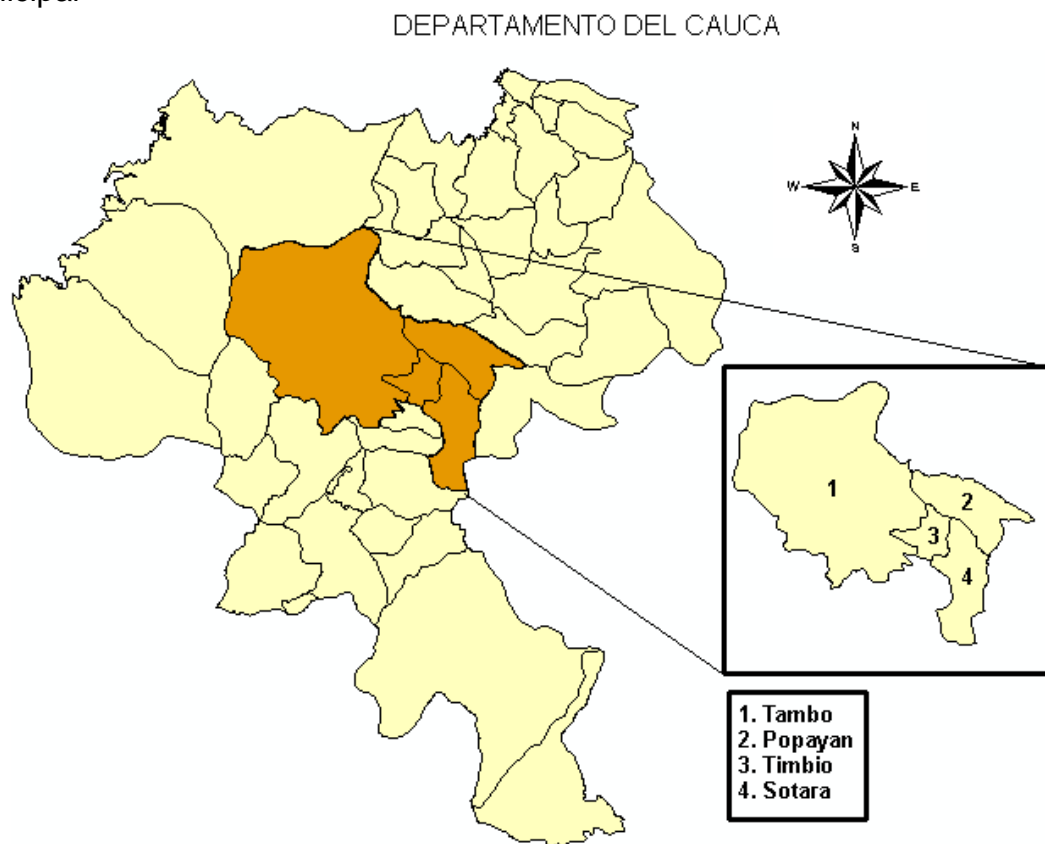 DEPARTAMENTO DEL CAUCA
N
W E
S
1
2
3
4
1. Tambo
2. Popayan
3. Timbio
4. Sotara